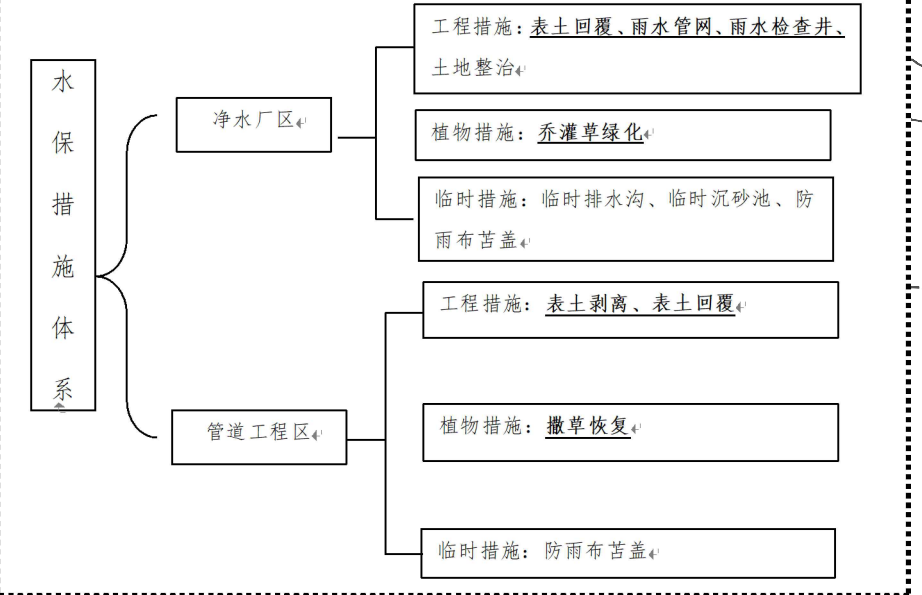 水保措施体系
净水厂区
工程措施：表土回覆、雨水管网、雨水检查井、
土地整治
植物措施：乔灌草绿化
临时措施：临时排水沟、临时沉砂池、防
雨布苫盖
管道工程区
工程措施：表土剥离、表土回覆
植物措施：撒草恢复
临时措施：防雨布苫盖